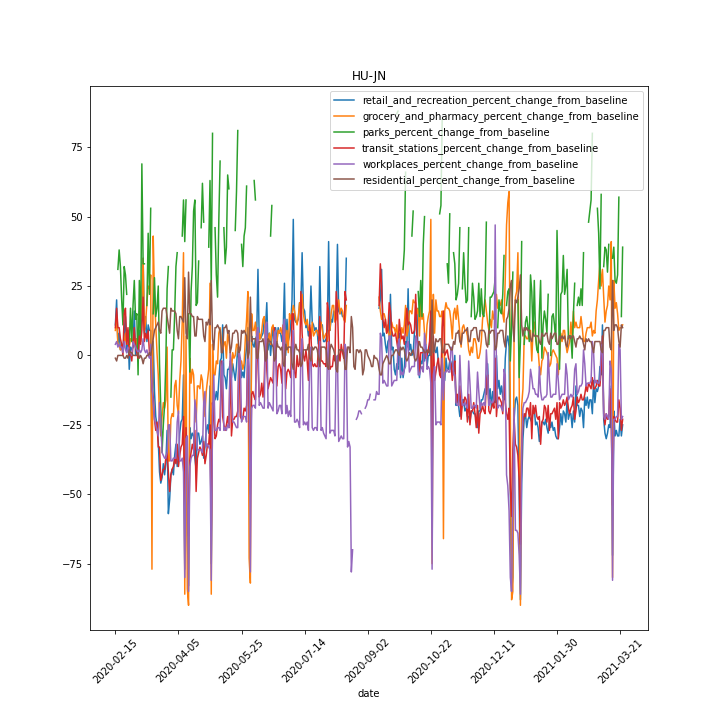 HU-JN
retail_and_recreation_percent_change_from_baseline
grocery_and_pharmacy_percent_change_from_baseline
parks_percent_change_from_baseline
transit_stations_percent_change_from_baseline
workplaces_percent_change_from_baseline
residential_percent_change_from_baseline
75
50
25
0
−25
−50
−75
2020-02-15
2020-04-05
2020-05-25
2020-07-14
2020-09-02
2020-10-22
2020-12-11
2021-01-30
2021-03-21
date